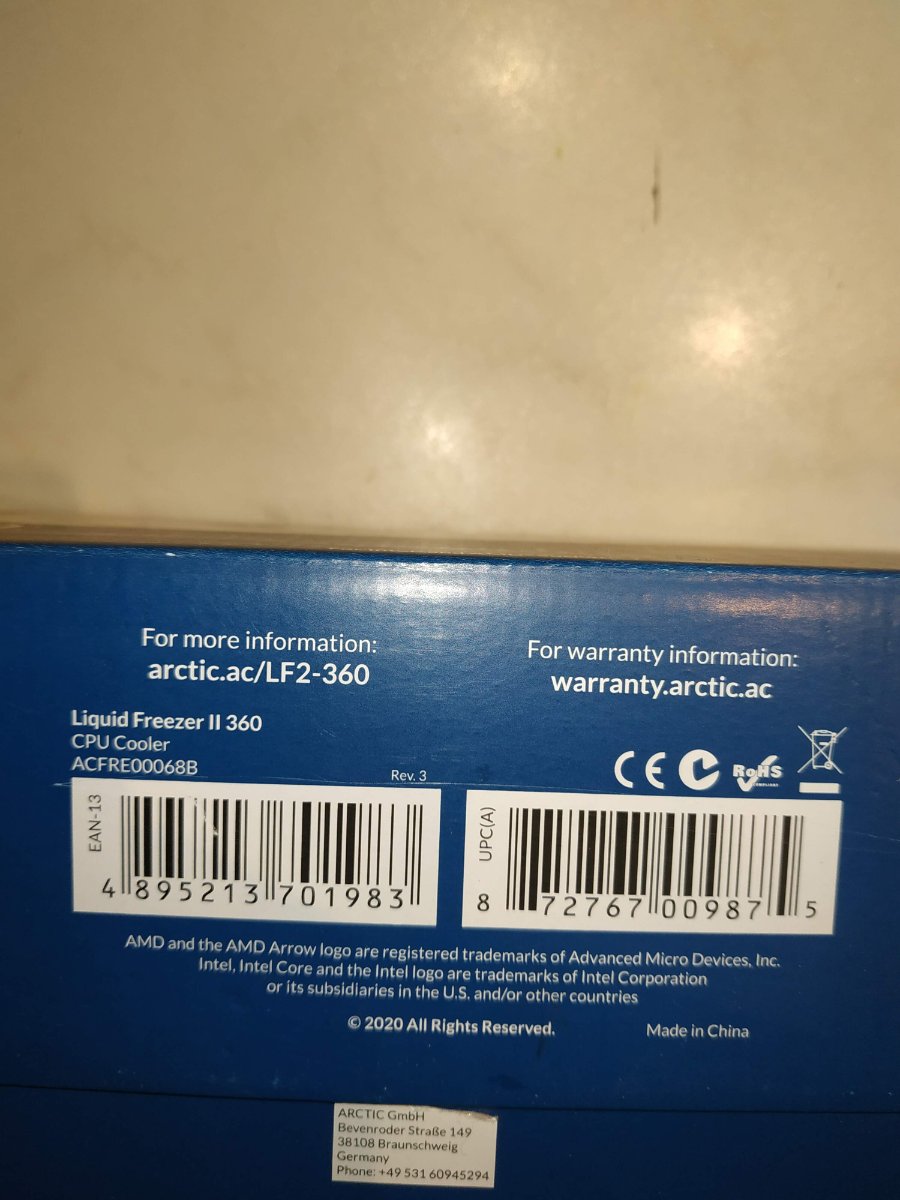 For more information:
arctic.ac/LF2-360
For warranty information:
warranty.arctic.ac
Liquid Freezer II 360
CPU Cooler
ACFRE00068B
Rev. 3
CE
RoHS
COMPLIANT
EAN-13
4 895213 701983
UPC(A)
8 72767 00987 5
AMD and the AMD Arrow logo are registered trademarks of Advanced Micro Devices, Inc.
Intel, Intel Core and the Intel logo are trademarks of Intel Corporation
or its subsidiaries in the U.S. and/or other countries
© 2020 All Rights Reserved.
Made in China
ARCTIC GmbH
Bevenroder Straße 149
38108 Braunschweig
Germany
Phone: +49 531 60945294